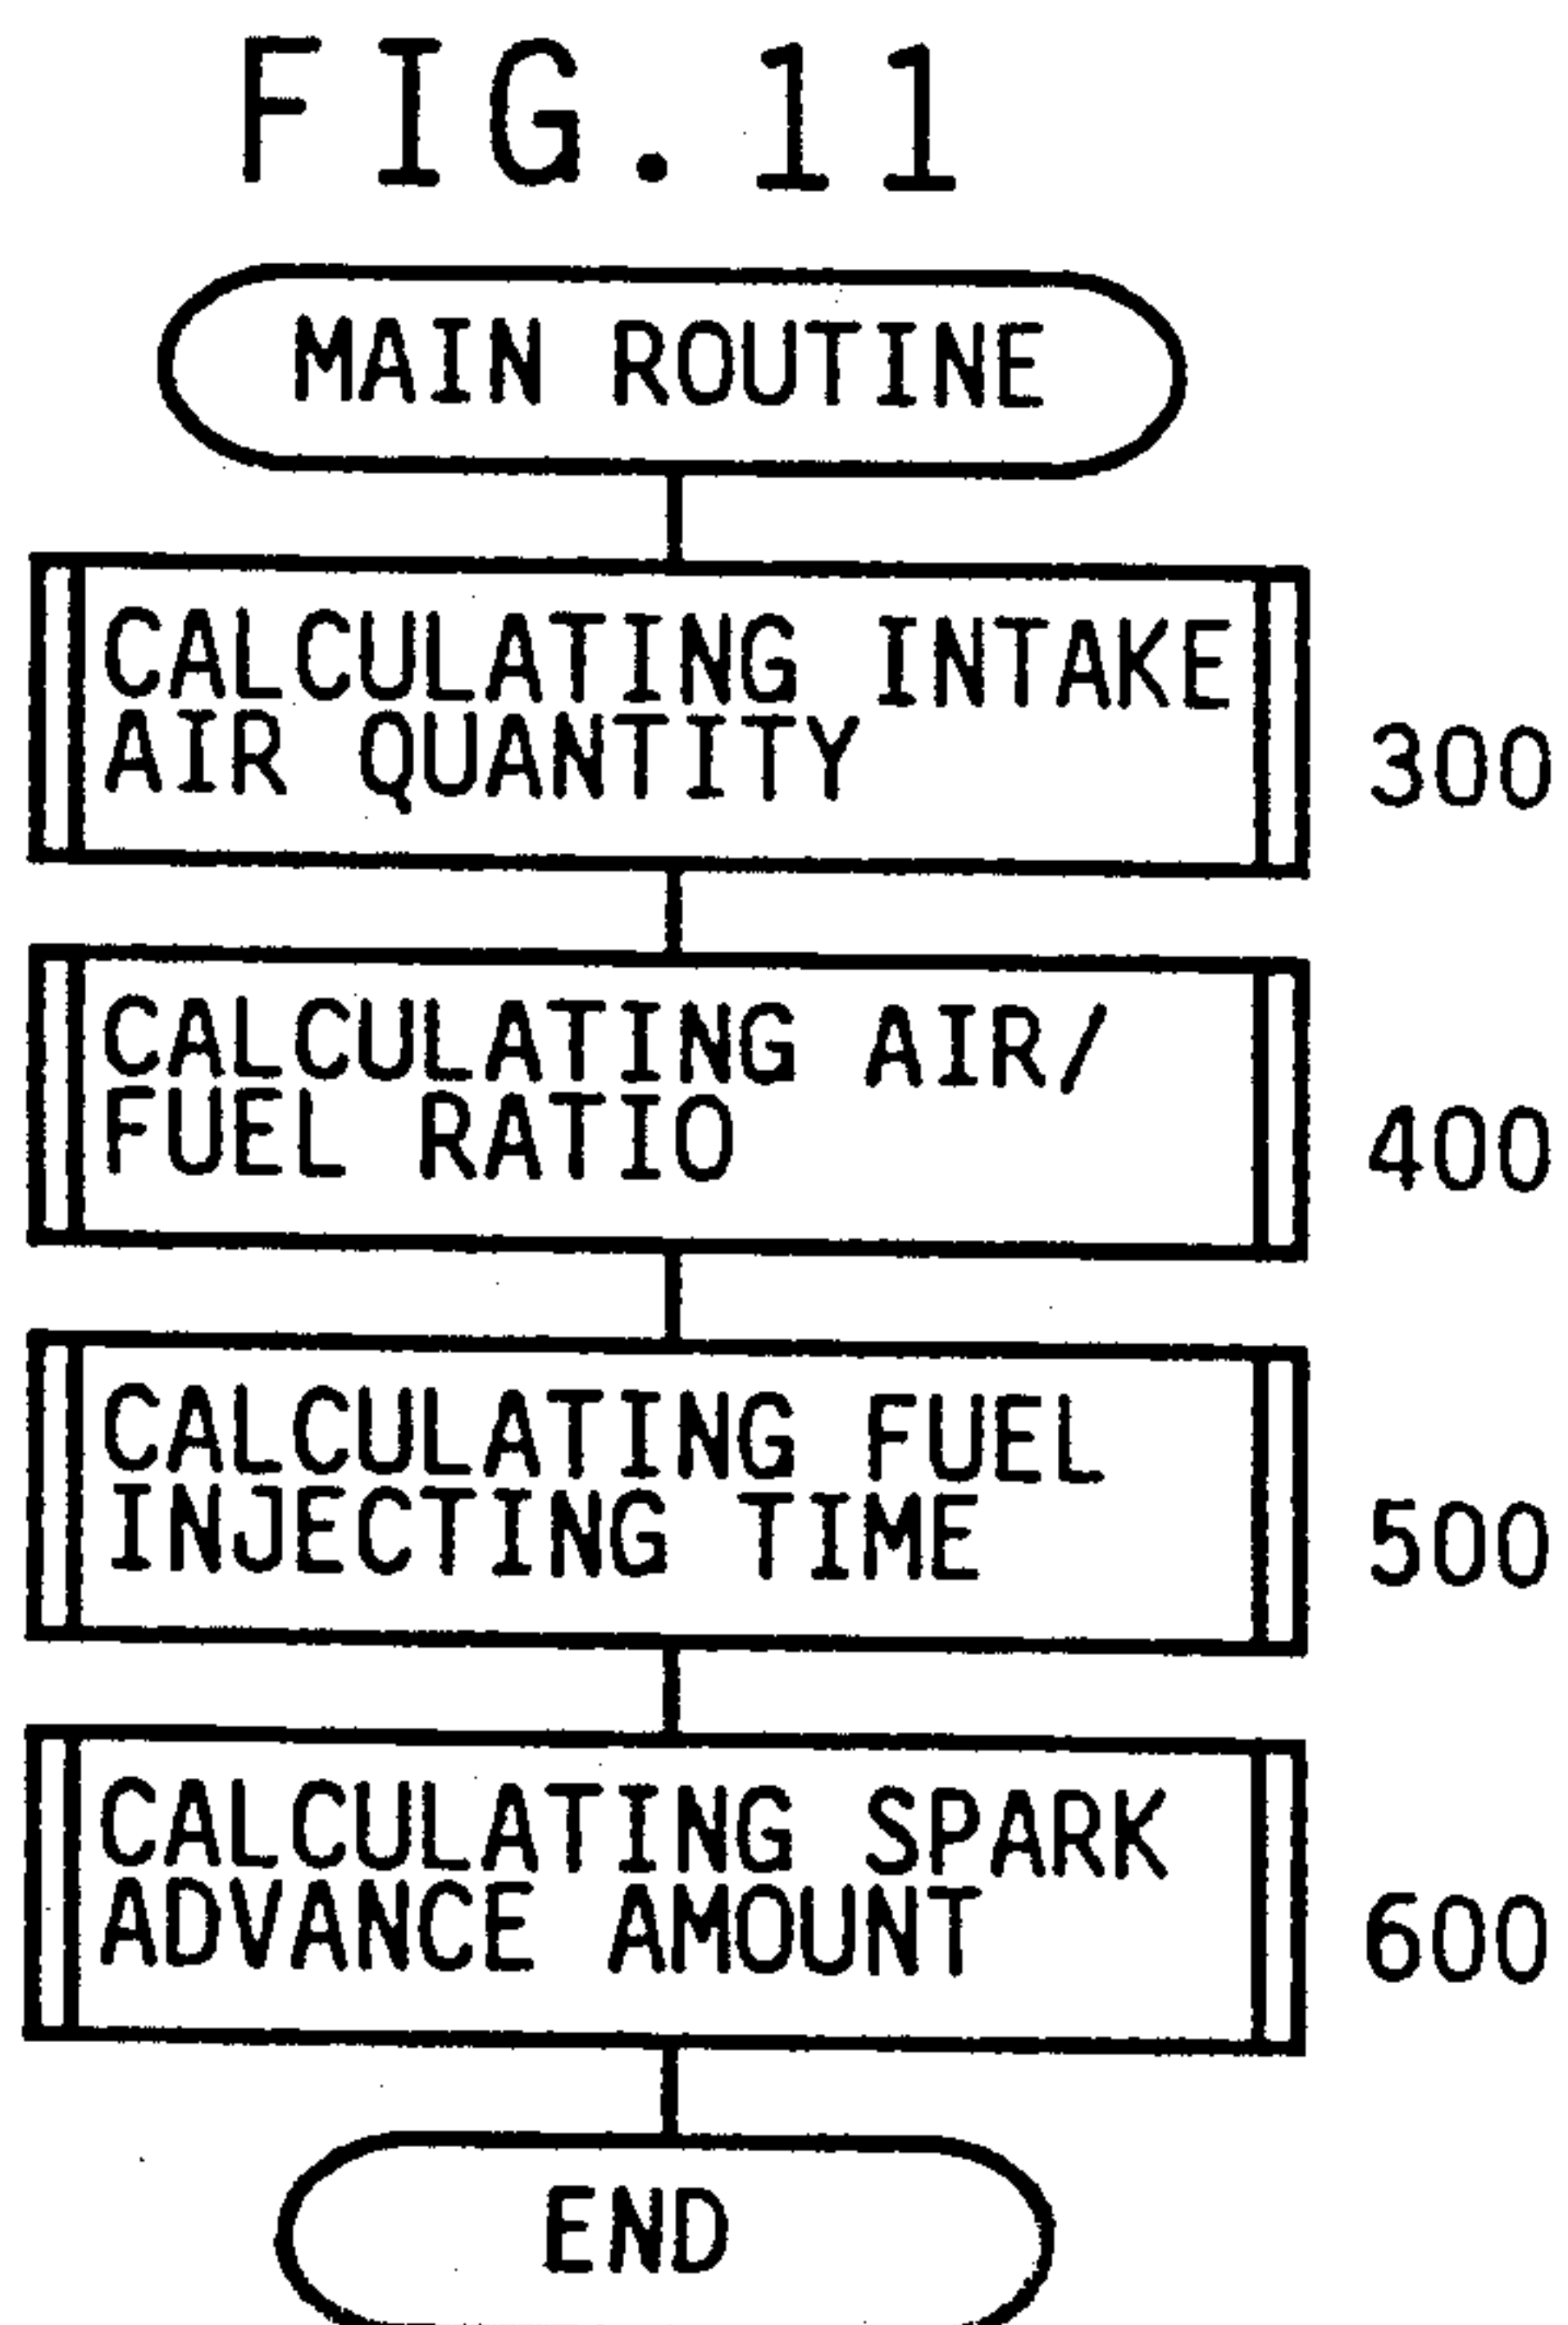 FIG.11
MAIN ROUTINE
CALCULATING INTAKE
AIR QUANTITY
300
CALCULATING AIR/
FUEL RATIO
400
CALCULATING FUEL
INJECTING TIME
500
CALCULATING SPARK
ADVANCE AMOUNT
600
END